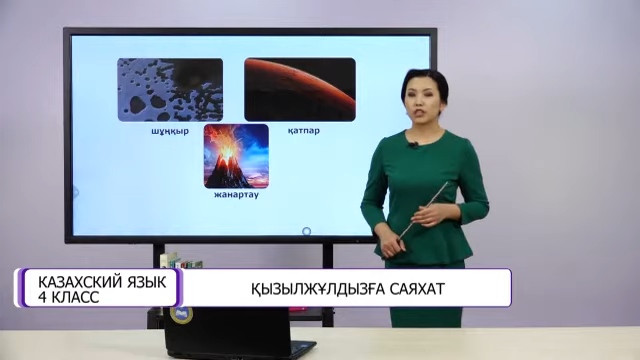 шұңқыр
қатпар
жанартау
КАЗАХСКИЙ ЯЗЫК
4 КЛАСС
ҚЫЗЫЛЖҰЛДЫЗҒА САЯХАТ